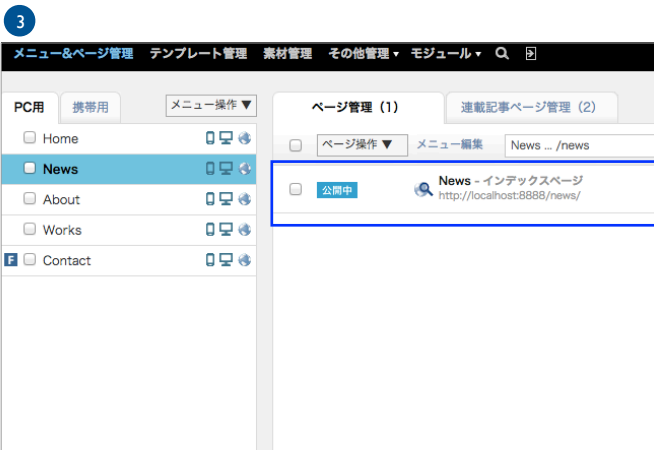 3
メニュー&ページ管理 テンプレート管理 素材管理 その他管理▼ モジュール▼
PC用 携帯用 メニュー操作 ▼
ページ管理（1） 連載記事ページ管理（2）
Home
ページ操作 ▼ メニュー編集 News ... /news
News
公開中 News - インデックスページ
http://localhost:8888/news/
About
Works
F Contact